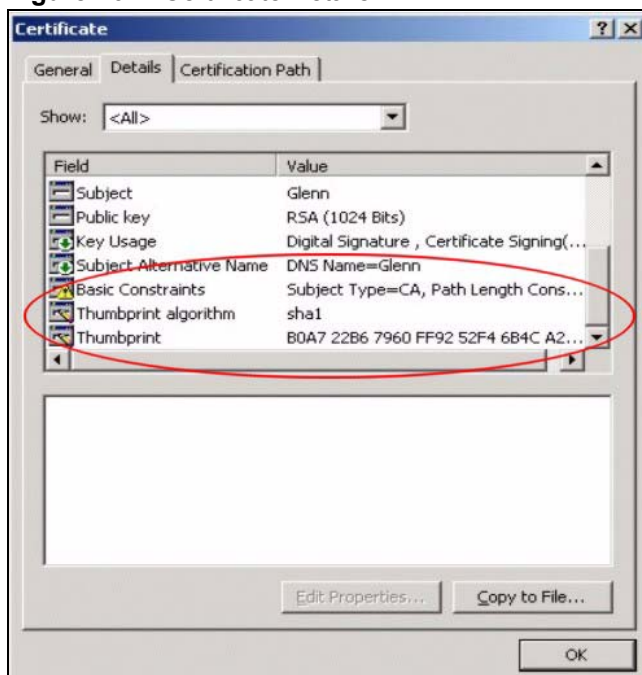 Certificate
General Details Certification Path
Show: <All>
Field Value
Subject Glenn
Public key RSA (1024 Bits)
Key Usage Digital Signature , Certificate Signing(...
Subject Alternative Name DNS Name=Glenn
Basic Constraints Subject Type=CA, Path Length Cons...
Thumbprint algorithm sha1
Thumbprint B0A7 22B6 7960 FF92 52F4 6B4C A2...
Edit Properties... Copy to File...
OK